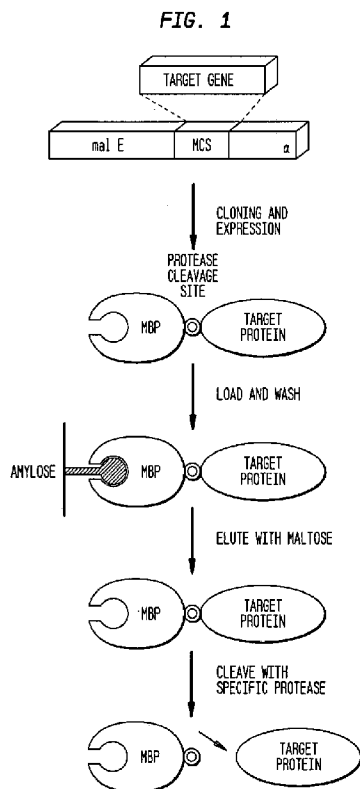 FIG. 1
TARGET GENE
mal E
MCS
α
CLONING AND
EXPRESSION
PROTEASE
CLEAVAGE
SITE
MBP
TARGET
PROTEIN
LOAD AND WASH
AMYLOSE
MBP
TARGET
PROTEIN
ELUTE WITH MALTOSE
MBP
TARGET
PROTEIN
CLEAVE WITH
SPECIFIC PROTEASE
MBP
TARGET
PROTEIN